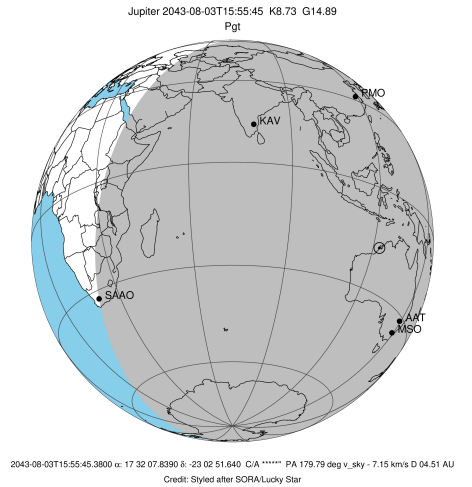 Jupiter 2043-08-03T15:55:45 K8.73 G14.89
Pgt
PMO
KAV
SAAO
AAT
MSO
2043-08-03T15:55:45.3800 α: 17 32 07.8390 δ: -23 02 51.640 C/A *****" PA 179.79 deg v_sky - 7.15 km/s D 04.51 AU
Credit: Styled after SORA/Lucky Star